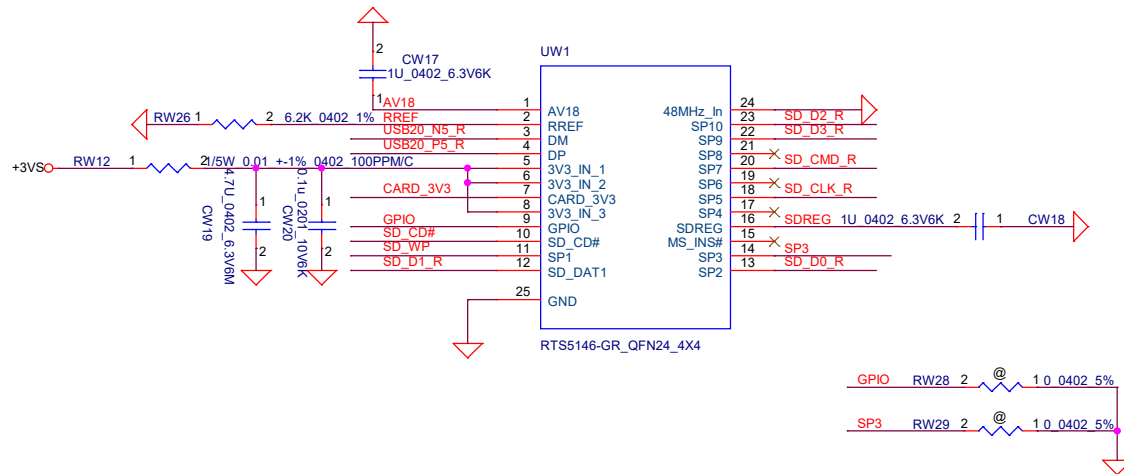 UW1
2
CW17
1U_0402_6.3V6K
1
AV18 1 AV18 48MHz_In 24
RW26 1 2 6.2K_0402_1% RREF 2 RREF SP10 23 SD_D2_R
USB20_N5_R 3 DM SP9 22 SD_D3_R
USB20_P5_R 4 DP SP8 21
+3VS RW12 1 2 1/5W_0.01_+-1%_0402_100PPM/C 5 3V3_IN_1 SP7 20 SD_CMD_R
6 3V3_IN_2 SP6 19
CARD_3V3 7 CARD_3V3 SP5 18 SD_CLK_R
8 3V3_IN_3 SP4 17
GPIO 9 GPIO SDREG 16 SDREG 1U_0402_6.3V6K 2 1 CW18
SD_CD# 10 SD_CD# MS_INS# 15
SD_WP 11 SP1 SP3 14 SP3
SD_D1_R 12 SD_DAT1 SP2 13 SD_D0_R
25 GND
4.7U_0402_6.3V6M
CW19
1
2
0.1u_0201_10V6K
CW20
1
2
RTS5146-GR_QFN24_4X4
GPIO RW28 2 @ 1 0_0402_5%
SP3 RW29 2 @ 1 0_0402_5%